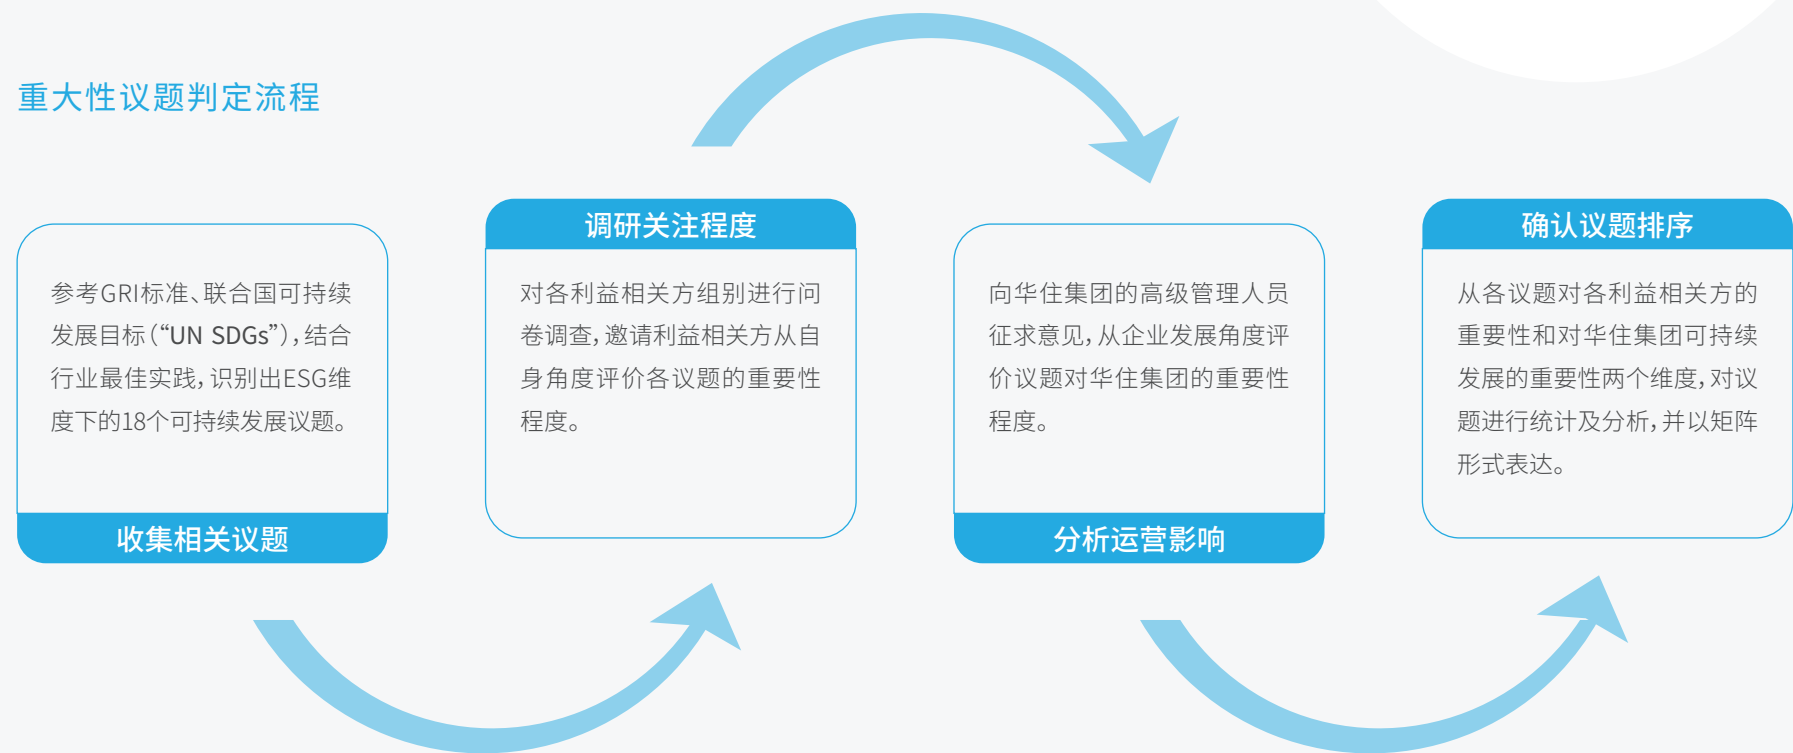 重大性议题判定流程
参考GRI标准、联合国可持续
发展目标（“UN SDGs”），结合
行业最佳实践，识别出ESG维
度下的18个可持续发展议题。
收集相关议题
调研关注程度
对各利益相关方组别进行问
卷调查，邀请利益相关方从自
身角度评价各议题的重要性
程度。
向华住集团的高级管理人员
征求意见，从企业发展角度评
价议题对华住集团的重要性
程度。
分析运营影响
确认议题排序
从各议题对各利益相关方的
重要性和对华住集团可持续
发展的重要性两个维度，对议
题进行统计及分析，并以矩阵
形式表达。